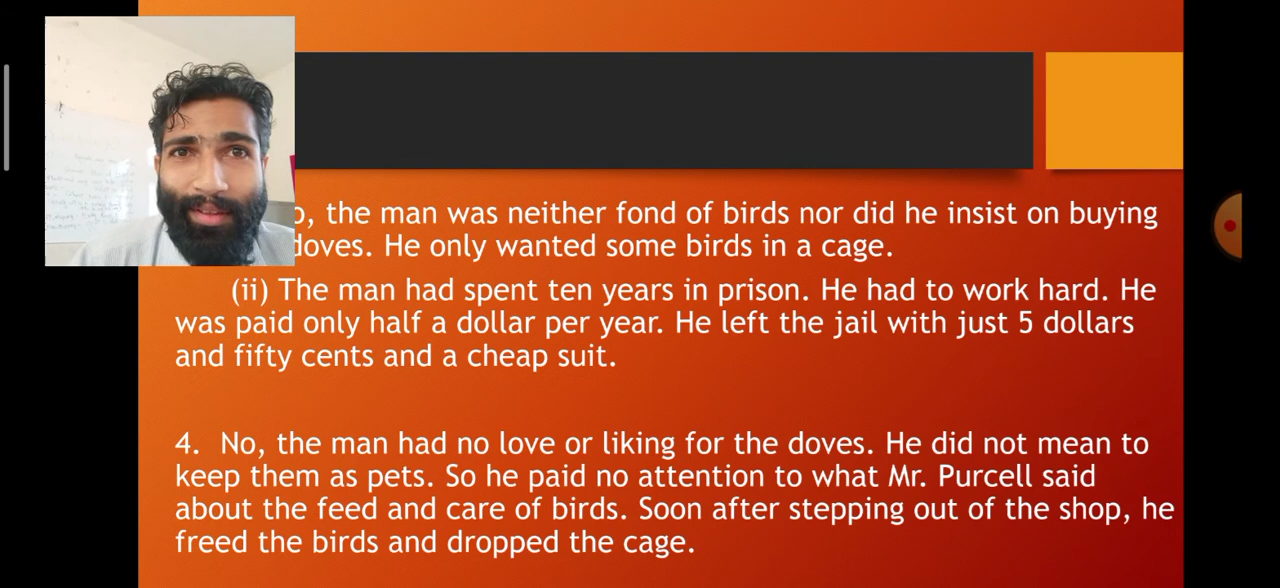 , the man was neither fond of birds nor did he insist on buying
doves. He only wanted some birds in a cage.
(ii) The man had spent ten years in prison. He had to work hard. He
was paid only half a dollar per year. He left the jail with just 5 dollars
and fifty cents and a cheap suit.
4. No, the man had no love or liking for the doves. He did not mean to
keep them as pets. So he paid no attention to what Mr. Purcell said
about the feed and care of birds. Soon after stepping out of the shop, he
freed the birds and dropped the cage.